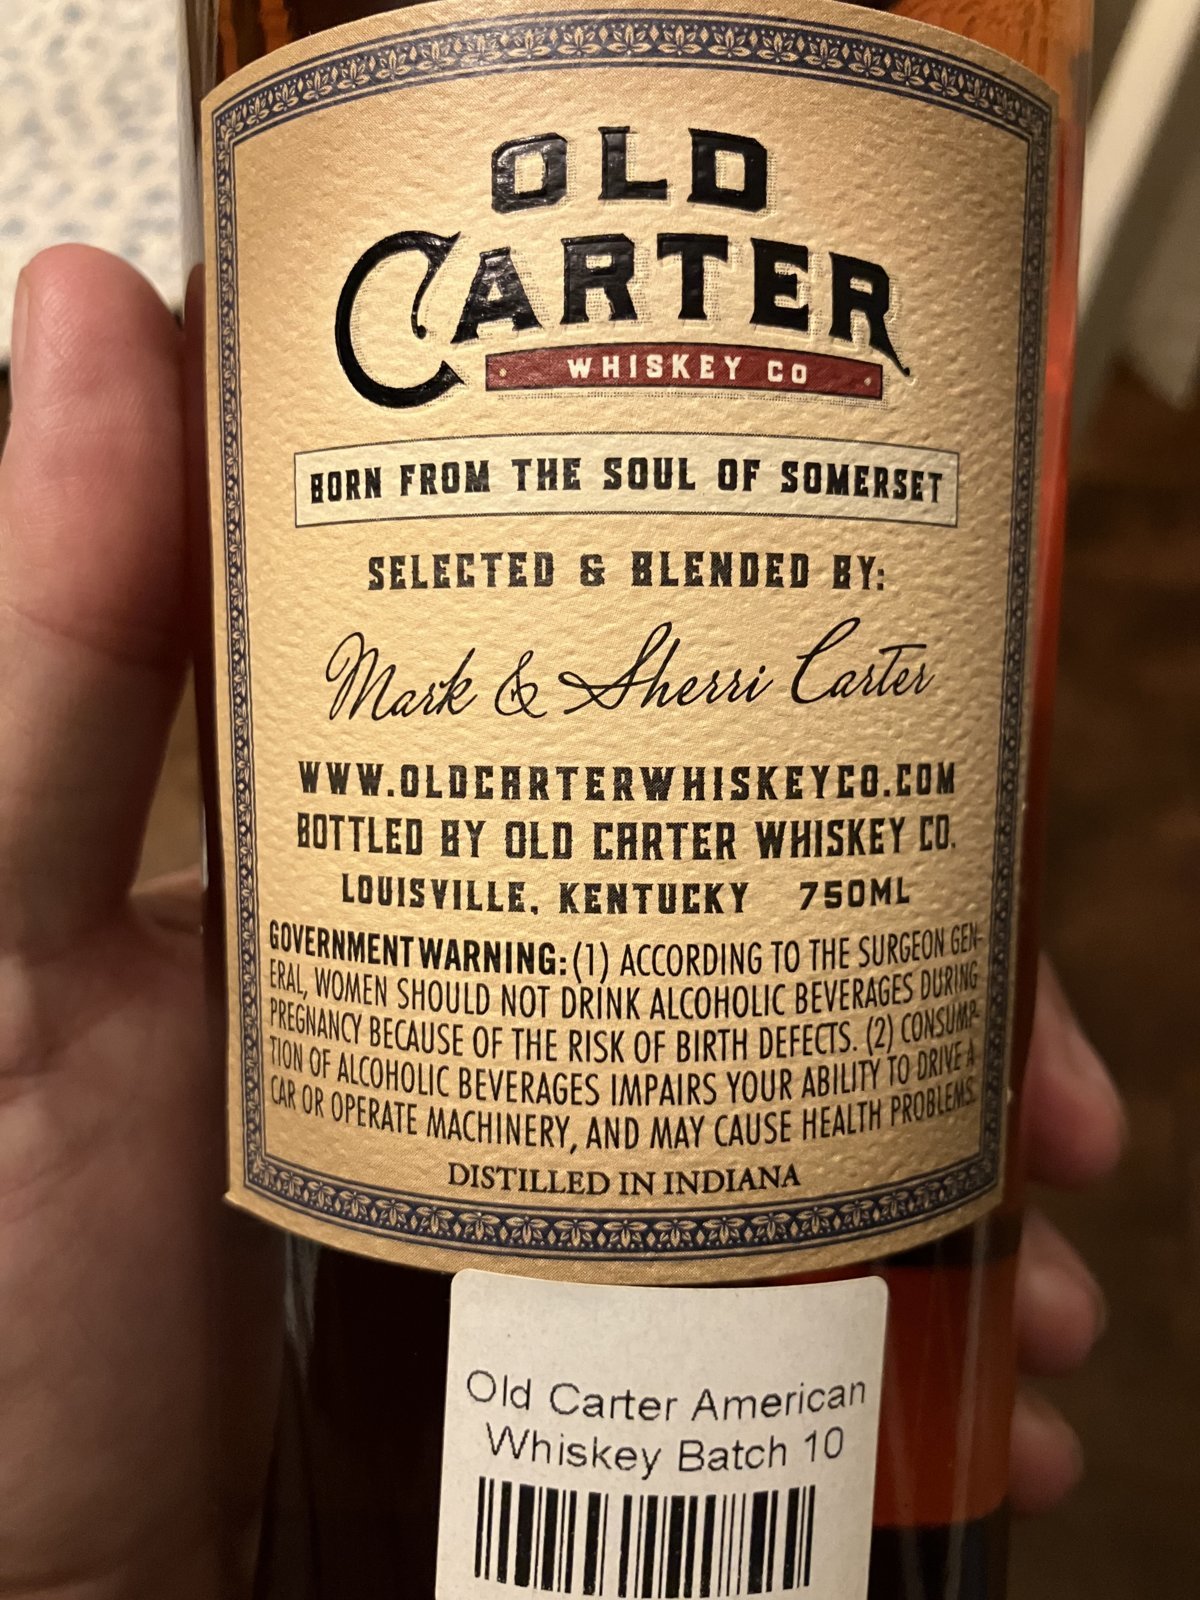 OLD
CARTER
WHISKEY CO
BORN FROM THE SOUL OF SOMERSET
SELECTED & BLENDED BY:
Mark & Sherri Carter
WWW.OLDCARTERWHISKEYCO.COM
BOTTLED BY OLD CARTER WHISKEY CO.
LOUISVILLE, KENTUCKY 750ML
GOVERNMENT WARNING: (1) ACCORDING TO THE SURGEON GEN-
ERAL, WOMEN SHOULD NOT DRINK ALCOHOLIC BEVERAGES DURING
PREGNANCY BECAUSE OF THE RISK OF BIRTH DEFECTS. (2) CONSUMP-
TION OF ALCOHOLIC BEVERAGES IMPAIRS YOUR ABILITY TO DRIVE A
CAR OR OPERATE MACHINERY, AND MAY CAUSE HEALTH PROBLEMS.
DISTILLED IN INDIANA
Old Carter American
Whiskey Batch 10